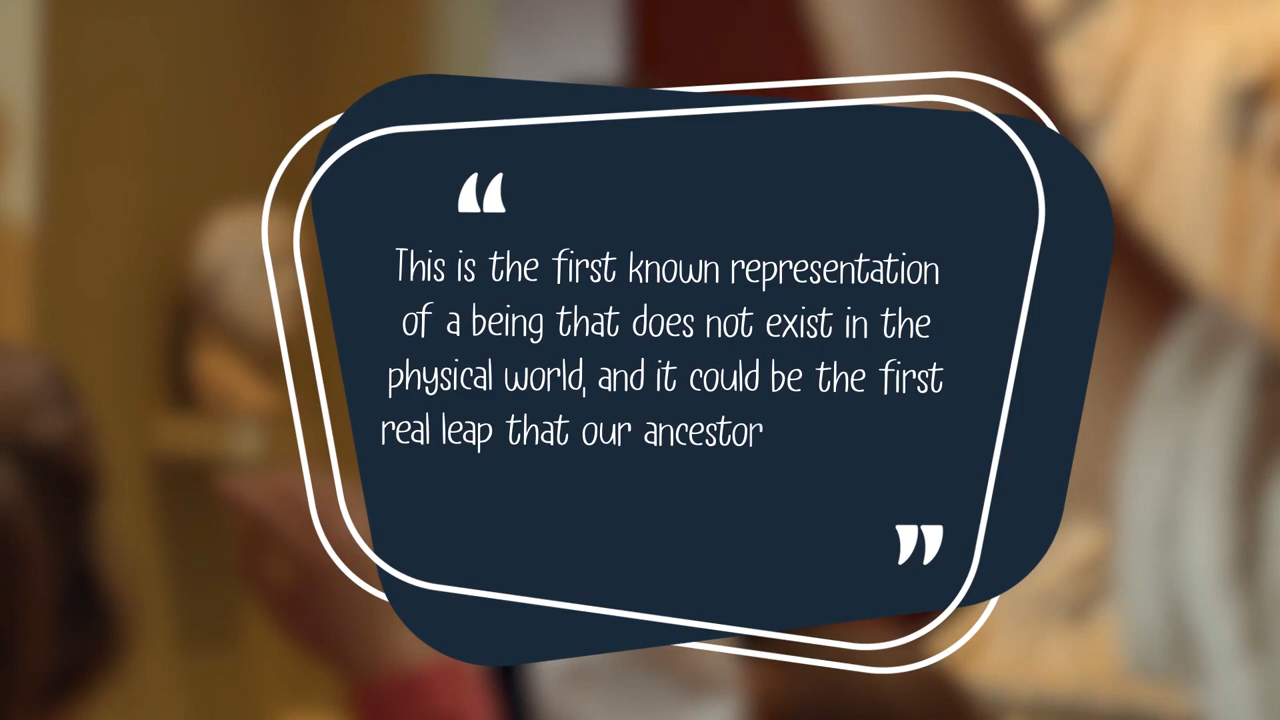 “
This is the first known representation
of a being that does not exist in the
physical world, and it could be the first
real leap that our ancestor
”